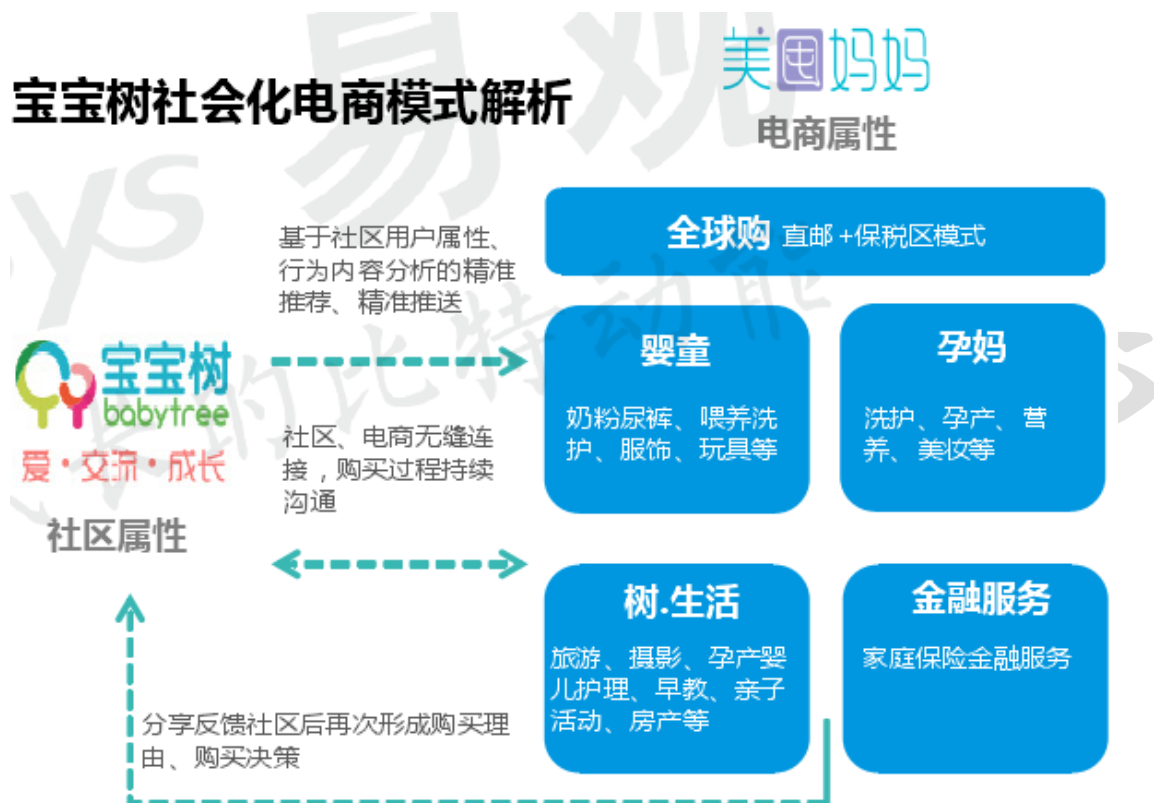 美囤妈妈
宝宝树社会化电商模式解析
电商属性
易观
ys
基于社区用户属性、
行为内容分析的精准
推荐、精准推送
全球购 直邮+保税区模式
宝宝树
babytree
爱·交流·成长
社区属性
社区、电商无缝连
接，购买过程持续
沟通
婴童
奶粉尿裤、喂养洗
护、服饰、玩具等
孕妈
洗护、孕产、营
养、美妆等
树.生活
旅游、摄影、孕产婴
儿护理、早教、亲子
活动、房产等
金融服务
家庭保险金融服务
分享反馈社区后再次形成购买理
由、购买决策
的比特动能